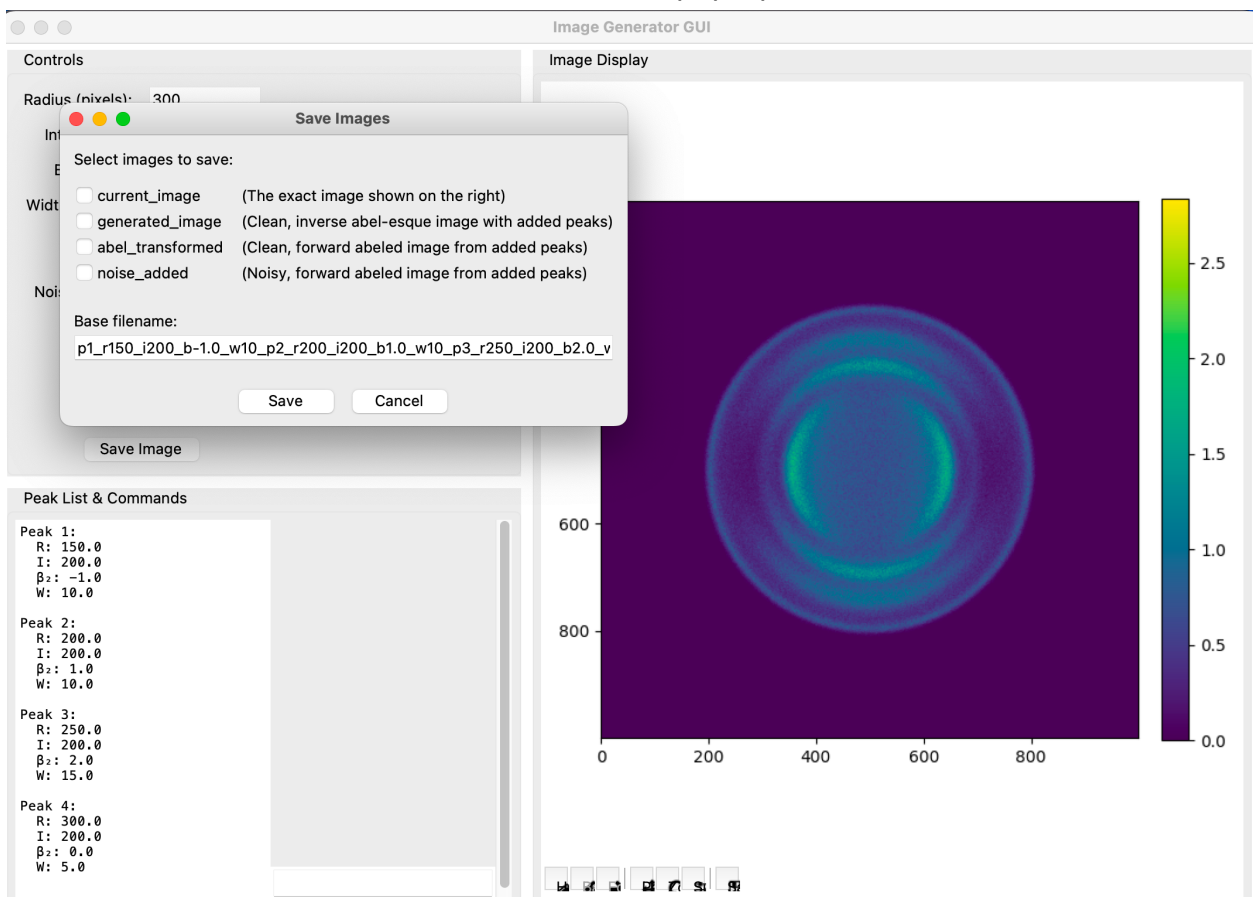 Image Generator GUI
Controls
Radius (pixels): 300
Save Images
Select images to save:
current_image (The exact image shown on the right)
generated_image (Clean, inverse abel-esque image with added peaks)
abel_transformed (Clean, forward abeled image from added peaks)
noise_added (Noisy, forward abeled image from added peaks)
Base filename:
p1_r150_i200_b-1.0_w10_p2_r200_i200_b1.0_w10_p3_r250_i200_b2.0_
Save Cancel
Save Image
Peak List & Commands
Peak 1:
R: 150.0
I: 200.0
β₂: -1.0
W: 10.0
Peak 2:
R: 200.0
I: 200.0
β₂: 1.0
W: 10.0
Peak 3:
R: 250.0
I: 200.0
β₂: 2.0
W: 15.0
Peak 4:
R: 300.0
I: 200.0
β₂: 0.0
W: 5.0
Image Display
600
800
0 200 400 600 800
2.5
2.0
1.5
1.0
0.5
0.0